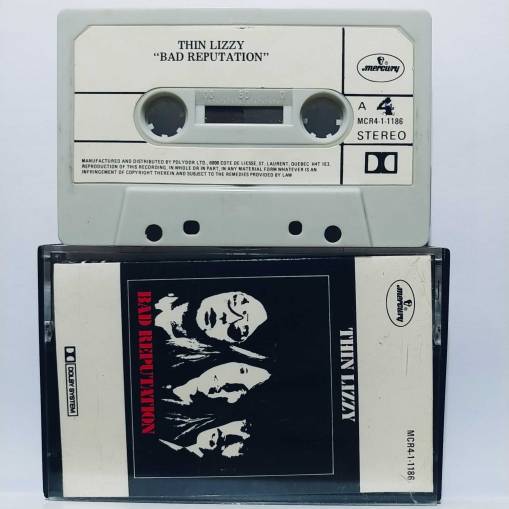 THIN LIZZY
"BAD REPUTATION"
mercury
A 4
MCR4-1-1186
STEREO
MANUFACTURED AND DISTRIBUTED BY POLYDOR LTD., 6000 COTE DE LIESSE, ST. LAURENT, QUEBEC H4T 1E3.
REPRODUCTION OF THIS RECORDING, IN WHOLE OR IN PART, IN ANY MATERIAL FORM WHATEVER IS AN
INFRINGEMENT OF COPYRIGHT THEREIN AND SUBJECT TO THE REMEDIES PROVIDED BY LAW
mercury
THIN LIZZY
BAD REPUTATION
DOLBY SYSTEM
MCR4-1-1186